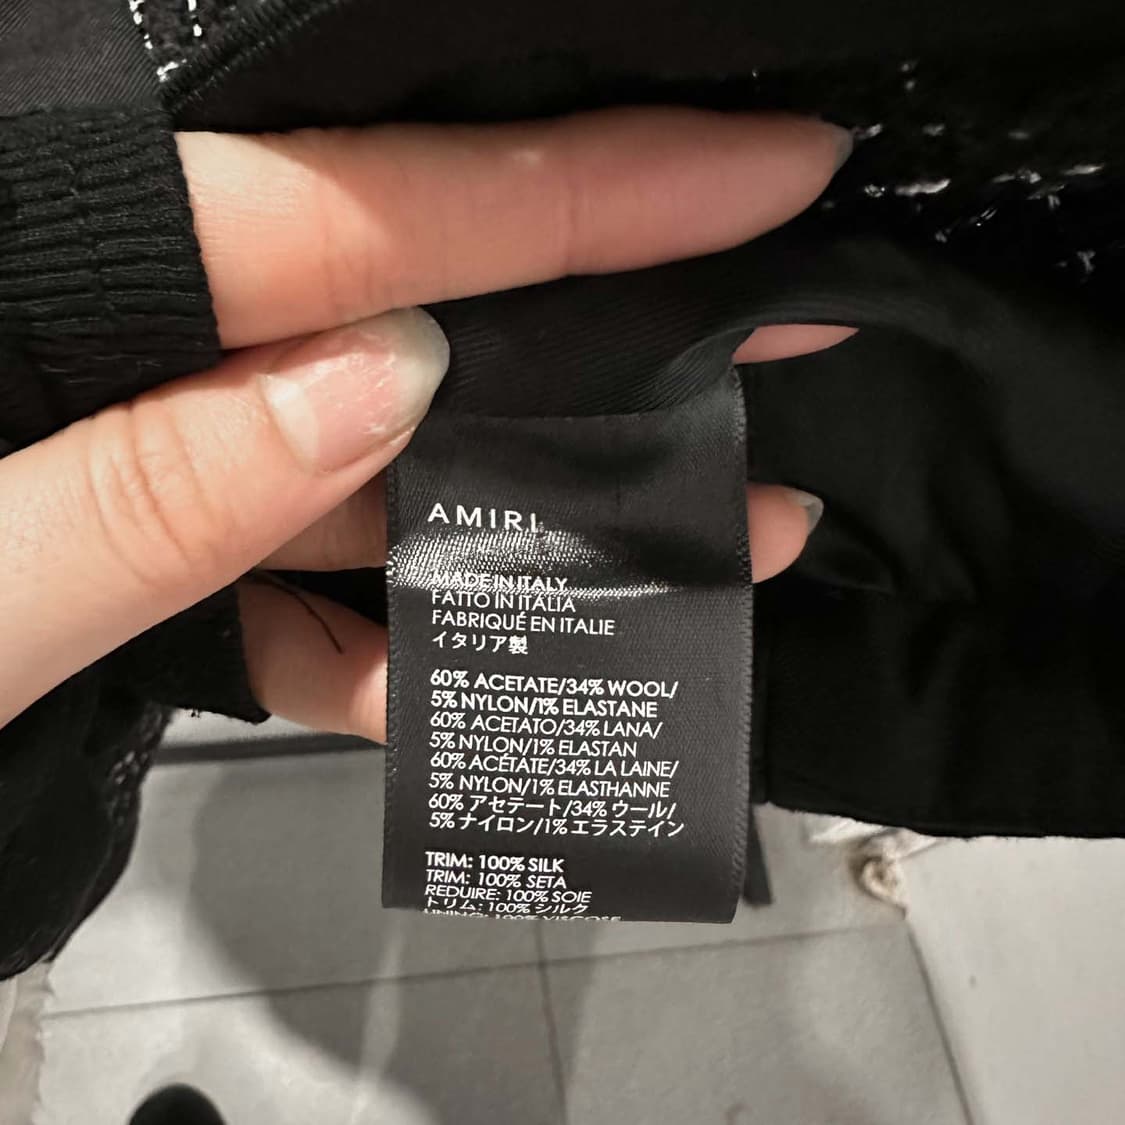 AMIRI
MADE IN ITALY
FATTO IN ITALIA
FABRIQUÉ EN ITALIE
イタリア製
60% ACETATE/34% WOOL/
5% NYLON/1% ELASTANE
60% ACETATO/34% LANA/
5% NYLON/1% ELASTAN
60% ACÉTATE/34% LA LAINE/
5% NYLON/1% ELASTHANNE
60% アセテート/34% ウール/
5% ナイロン/1% エラステイン
TRIM: 100% SILK
TRIM: 100% SETA
REDUIRE: 100% SOIE
トリム: 100% シルク
LINING: 100% VISCOSE